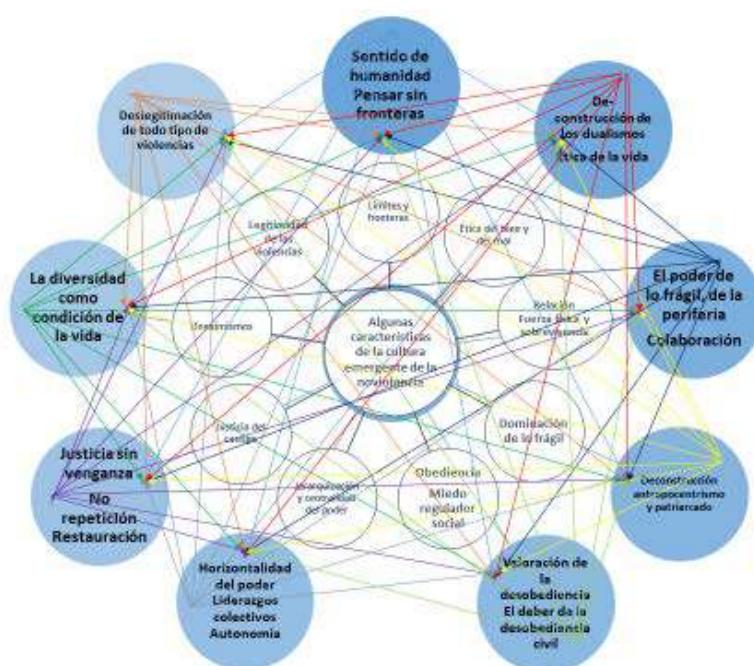 Sentido de
humanidad
Pensar sin
fronteras
De-
construcción de
los dualismos
Ética de la vida
El poder de
lo frágil, de la
periferia
Colaboración
Deconstrucción
antropocentrismo
y patriarcado
Valoración de
la
desobediencia
El deber de la
desobediencia
civil
Horizontalidad
del poder
Liderazgos
colectivos
Autonomía
Justicia sin
venganza
No
repetición
Restauración
La diversidad
como
condición de
la vida
Deslegitimación
de todo tipo de
violencias
Límites y
fronteras
Ética del bien y
del mal
Relación
Fuerza física y
sobrevivencia
Dominación
de lo frágil
Obediencia
Miedo
regulador
social
Jerarquización
y centralidad
del poder
Justicia del
castigo
Legitimidad
de las
violencias
Algunas
características
de la cultura
emergente de la
noviolencia